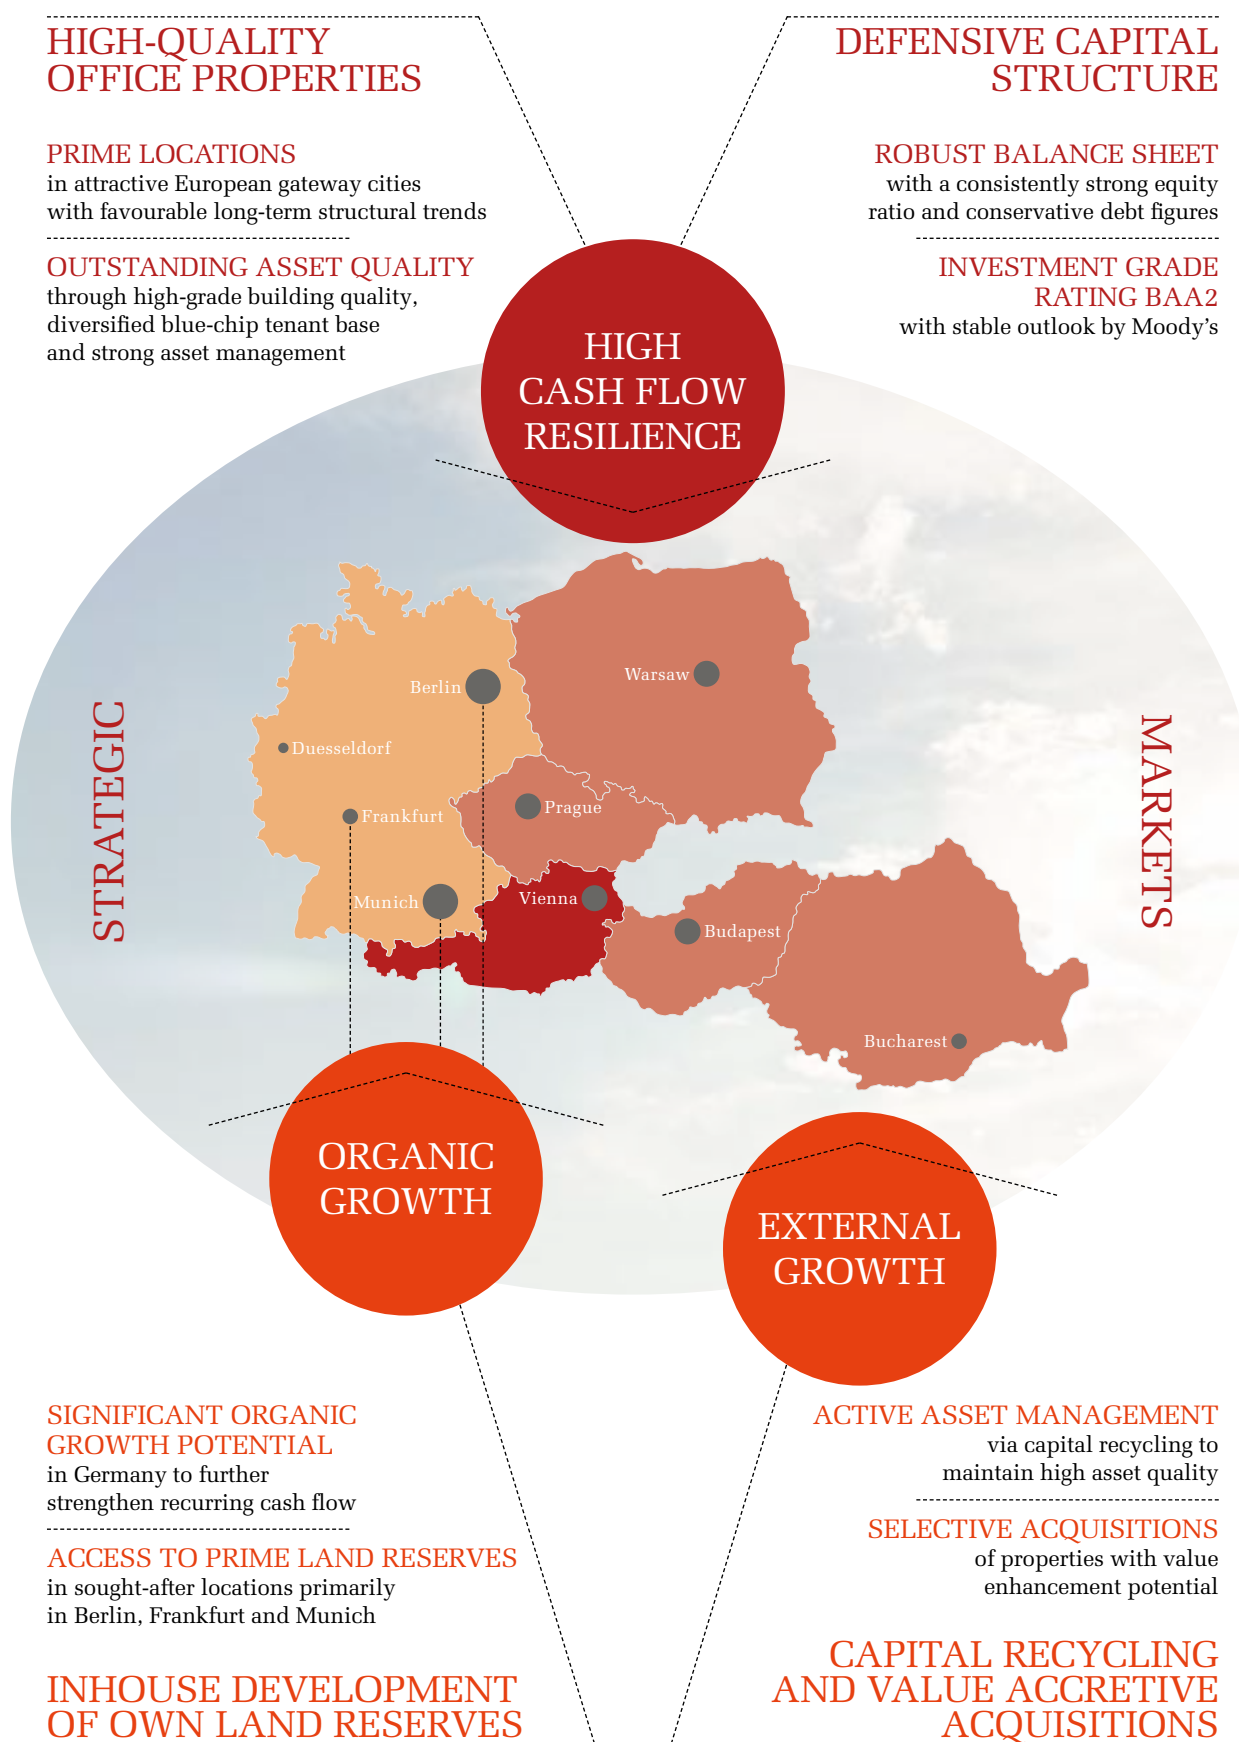 HIGH-QUALITY
OFFICE PROPERTIES
PRIME LOCATIONS
in attractive European gateway cities
with favourable long-term structural trends
OUTSTANDING ASSET QUALITY
through high-grade building quality,
diversified blue-chip tenant base
and strong asset management
DEFENSIVE CAPITAL
STRUCTURE
ROBUST BALANCE SHEET
with a consistently strong equity
ratio and conservative debt figures
INVESTMENT GRADE
RATING BAA2
with stable outlook by Moody's
HIGH
CASH FLOW
RESILIENCE
STRATEGIC
MARKETS
Berlin
Warsaw
Duesseldorf
Prague
Frankfurt
Munich
Vienna
Budapest
Bucharest
ORGANIC
GROWTH
EXTERNAL
GROWTH
SIGNIFICANT ORGANIC
GROWTH POTENTIAL
in Germany to further
strengthen recurring cash flow
ACCESS TO PRIME LAND RESERVES
in sought-after locations primarily
in Berlin, Frankfurt and Munich
INHOUSE DEVELOPMENT
OF OWN LAND RESERVES
ACTIVE ASSET MANAGEMENT
via capital recycling to
maintain high asset quality
SELECTIVE ACQUISITIONS
of properties with value
enhancement potential
CAPITAL RECYCLING
AND VALUE ACCRETIVE
ACQUISITIONS